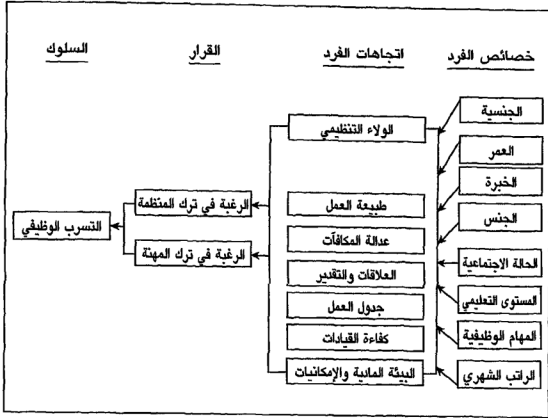 خصائص الفرد
اتجاهات الفرد
القرار
السلوك
الجنسية
العمر
الخبرة
الجنس
الحالة الاجتماعية
المستوى التعليمي
المهام الوظيفية
الراتب الشهري
الولاء التنظيمي
طبيعة العمل
عدالة المكافآت
العلاقات والتقدير
جدول العمل
كفاءة القيادات
البيئة المادية والإمكانيات
الرغبة في ترك المنظمة
الرغبة في ترك المهنة
التسرب الوظيفي